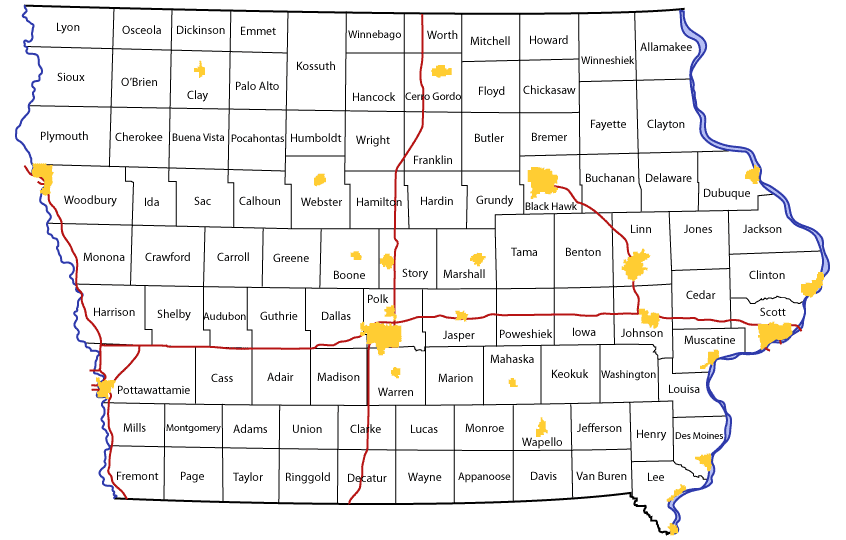 Lyon
Osceola
Dickinson
Emmet
Kossuth
Winnebago
Worth
Mitchell
Howard
Winneshiek
Allamakee
Sioux
O'Brien
Clay
Palo Alto
Hancock
Cerro Gordo
Floyd
Chickasaw
Fayette
Clayton
Plymouth
Cherokee
Buena Vista
Pocahontas
Humboldt
Wright
Franklin
Butler
Bremer
Woodbury
Ida
Sac
Calhoun
Webster
Hamilton
Hardin
Grundy
Black Hawk
Buchanan
Delaware
Dubuque
Monona
Crawford
Carroll
Greene
Boone
Story
Marshall
Tama
Benton
Linn
Jones
Jackson
Clinton
Cedar
Scott
Harrison
Shelby
Audubon
Guthrie
Dallas
Polk
Jasper
Poweshiek
Iowa
Johnson
Muscatine
Pottawattamie
Cass
Adair
Madison
Warren
Marion
Mahaska
Keokuk
Washington
Louisa
Mills
Montgomery
Adams
Union
Clarke
Lucas
Monroe
Wapello
Jefferson
Henry
Des Moines
Fremont
Page
Taylor
Ringgold
Decatur
Wayne
Appanoose
Davis
Van Buren
Lee